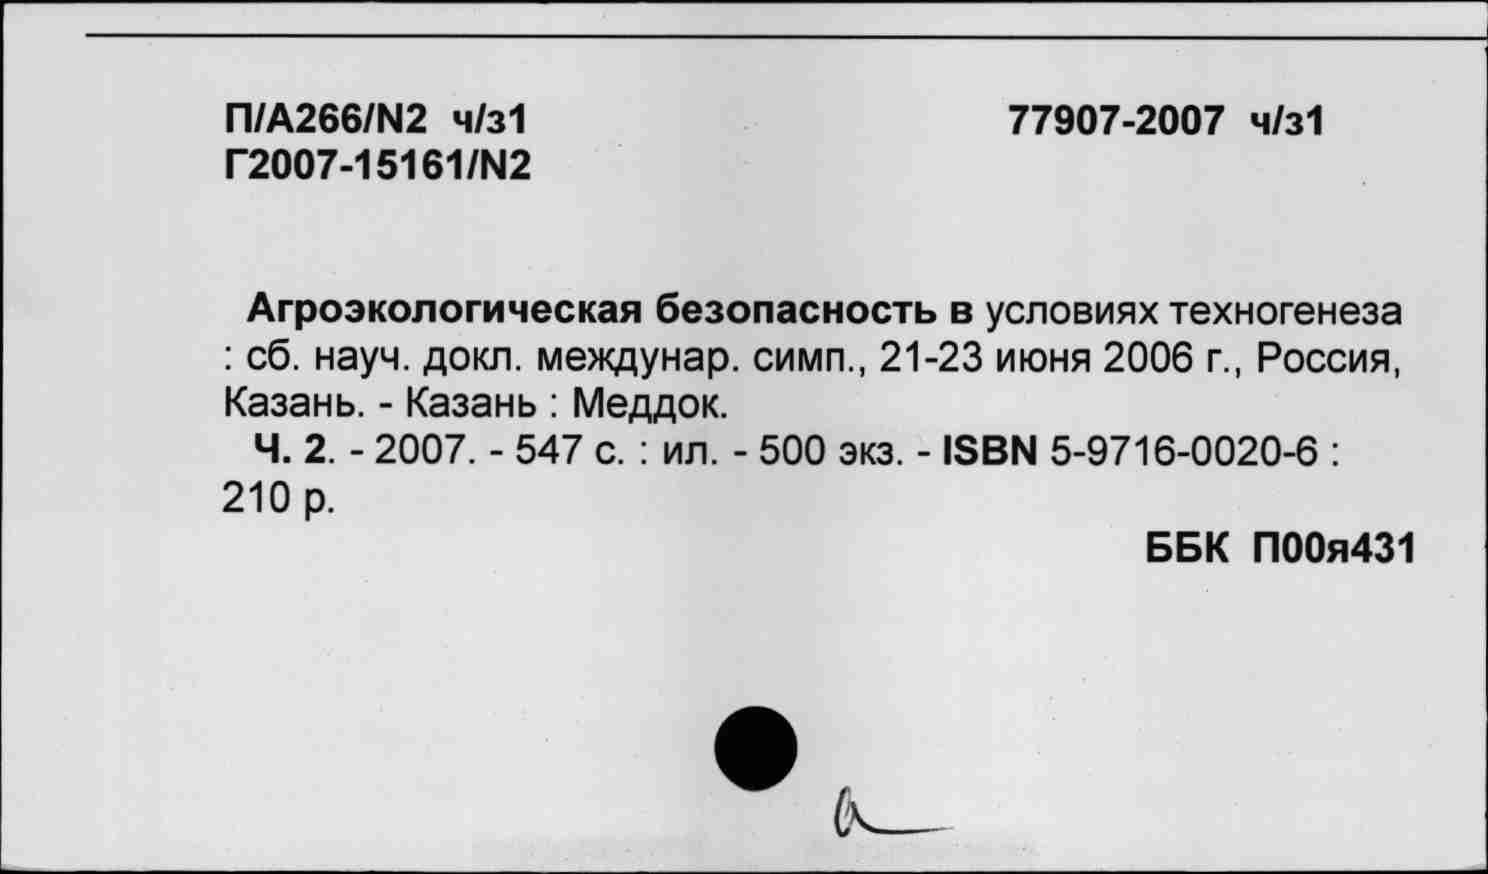 П/А266/N2 ч/з1 77907-2007 ч/з1
Г2007-15161/N2
Агроэкологическая безопасность в условиях техногенеза
: сб. науч. докл. междунар. симп., 21-23 июня 2006 г., Россия,
Казань. - Казань : Меддок.
Ч. 2. - 2007. - 547 с. : ил. - 500 экз. - ISBN 5-9716-0020-6 :
210 р.
ББК П00я431